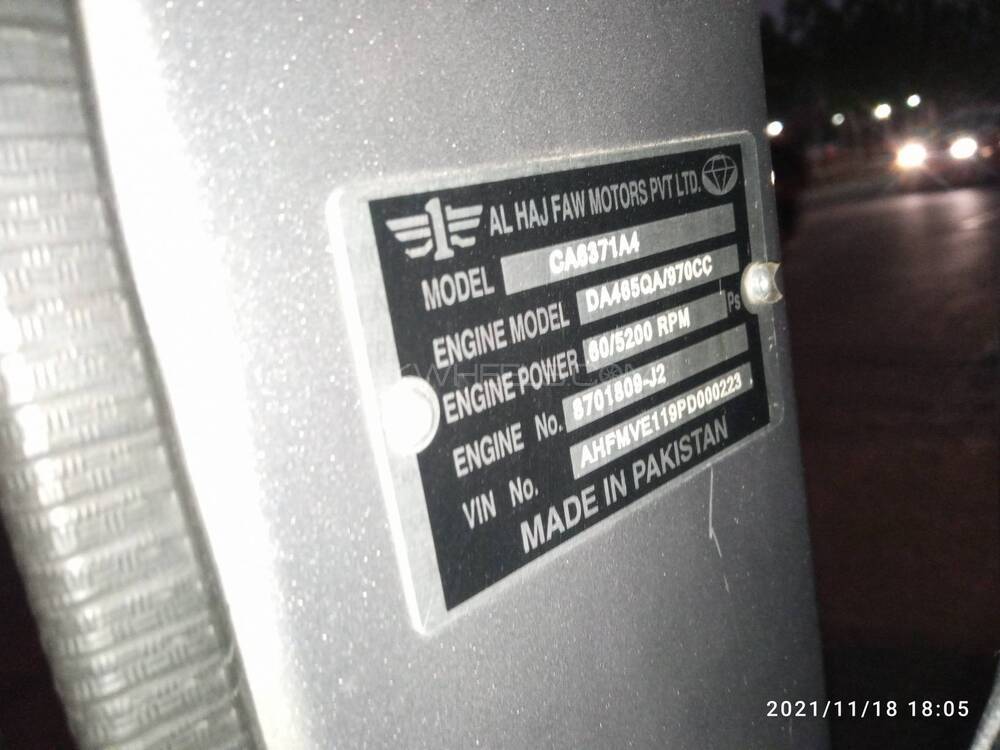 AL HAJ FAW MOTORS PVT LTD.
MODEL CA6371A4
ENGINE MODEL DA465QA/970CC
ENGINE POWER 60/5200 RPM Ps
ENGINE No. 8701809-J2
VIN No. AHFMVE119PD000223
MADE IN PAKISTAN
2021/11/18 18:05